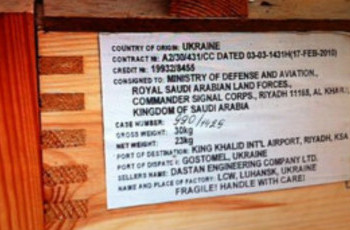 COUNTRY OF ORIGIN: UKRAINE
CONTRACT №: A2/30/431/CC DATED 03-03-1431H(17-FEB-2010)
CREDIT №: 19932/8455
CONSIGNED TO: MINISTRY OF DEFENSE AND AVIATION,
ROYAL SAUDI ARABIAN LAND FORCES,
COMMANDER SIGNAL CORPS, RIYADH 11168, AL KHARJ
KINGDOM OF SAUDI ARABIA
CASE NUMBER: 990/1425
GROSS WEIGHT: 30kg
NET WEIGHT: 23kg
PORT OF DESTINATION: KING KHALID INT'L AIRPORT, RIYADH, KSA
PORT OF DISPATCH: GOSTOMEL, UKRAINE
SELLERS NAME: DASTAN ENGINEERING COMPANY LTD.
NAME AND PLACE OF FACTORY: LCW, LUHANSK, UKRAINE
FRAGILE! HANDLE WITH CARE!